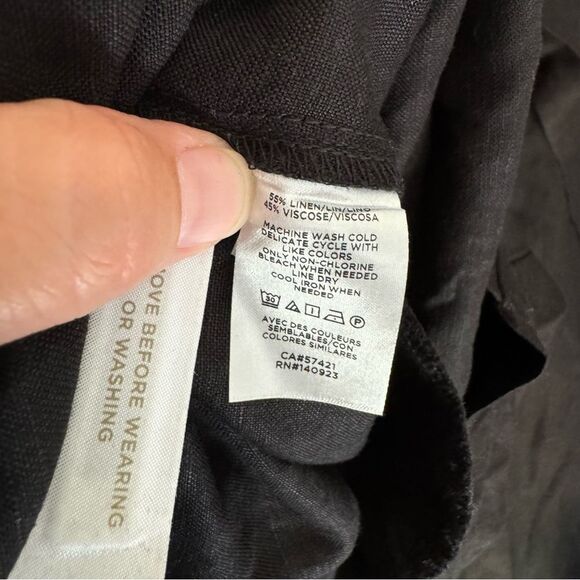 55% LINEN/LIN/LINO
45% VISCOSE/VISCOSA
MACHINE WASH COLD
DELICATE CYCLE WITH
LIKE COLORS
ONLY NON-CHLORINE
BLEACH WHEN NEEDED
LINE DRY
COOL IRON WHEN
NEEDED
30 P
AVEC DES COULEURS
SEMBLABLES/CON
COLORES SIMILARES
CA#57421
RN#140923
OVE BEFORE WEARING
OR WASHING